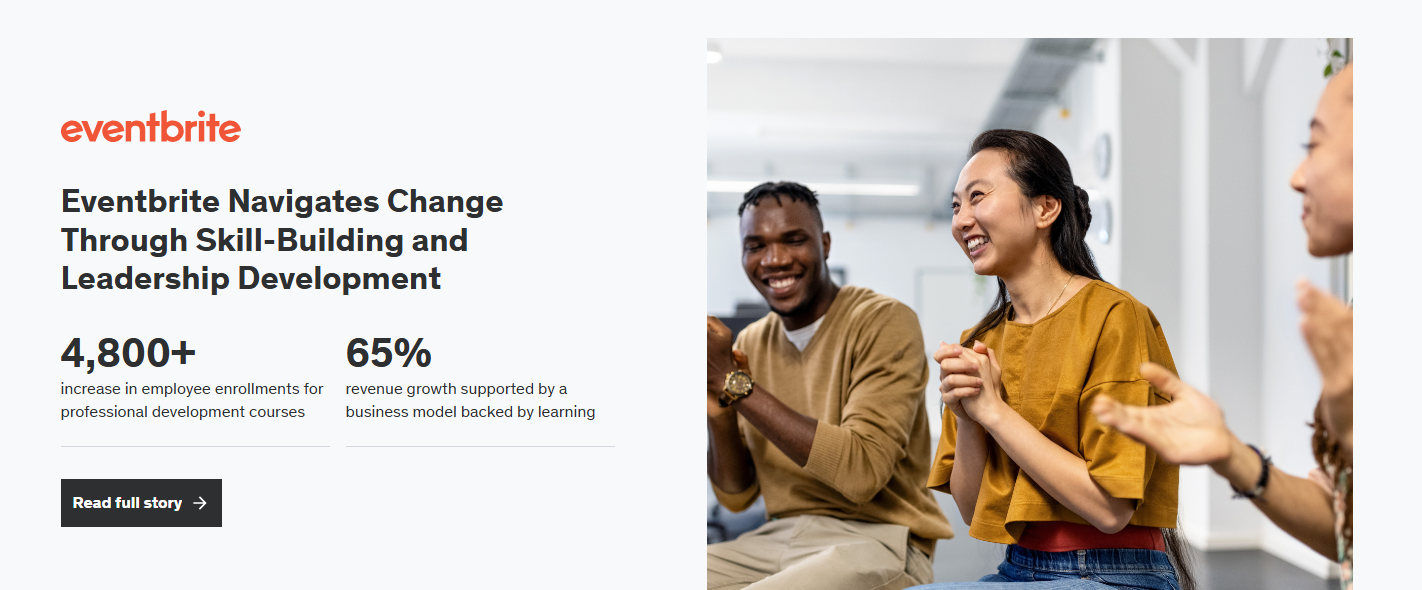 eventbrite
Eventbrite Navigates Change
Through Skill-Building and
Leadership Development
4,800+
increase in employee enrollments for
professional development courses
65%
revenue growth supported by a
business model backed by learning
Read full story →